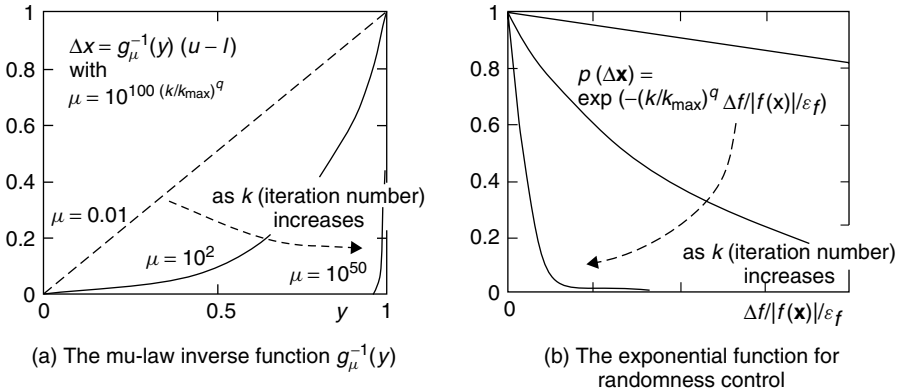 1
0.8
0.6
0.4
0.2
0
Δx = g_μ^{-1}(y) (u – l)
with
μ = 10^{100 (k/k_max)^q}
μ = 0.01
as k (iteration number)
increases
μ = 10^2
μ = 10^50
0
0.5
y
1
(a) The mu-law inverse function g_μ^{-1}(y)
1
0.8
0.6
0.4
0.2
0
p (Δx) =
exp (–(k/k_max)^q Δf/|f(x)|/ε_f)
as k (iteration number)
increases
0
Δf/|f(x)|/ε_f
(b) The exponential function for
randomness control